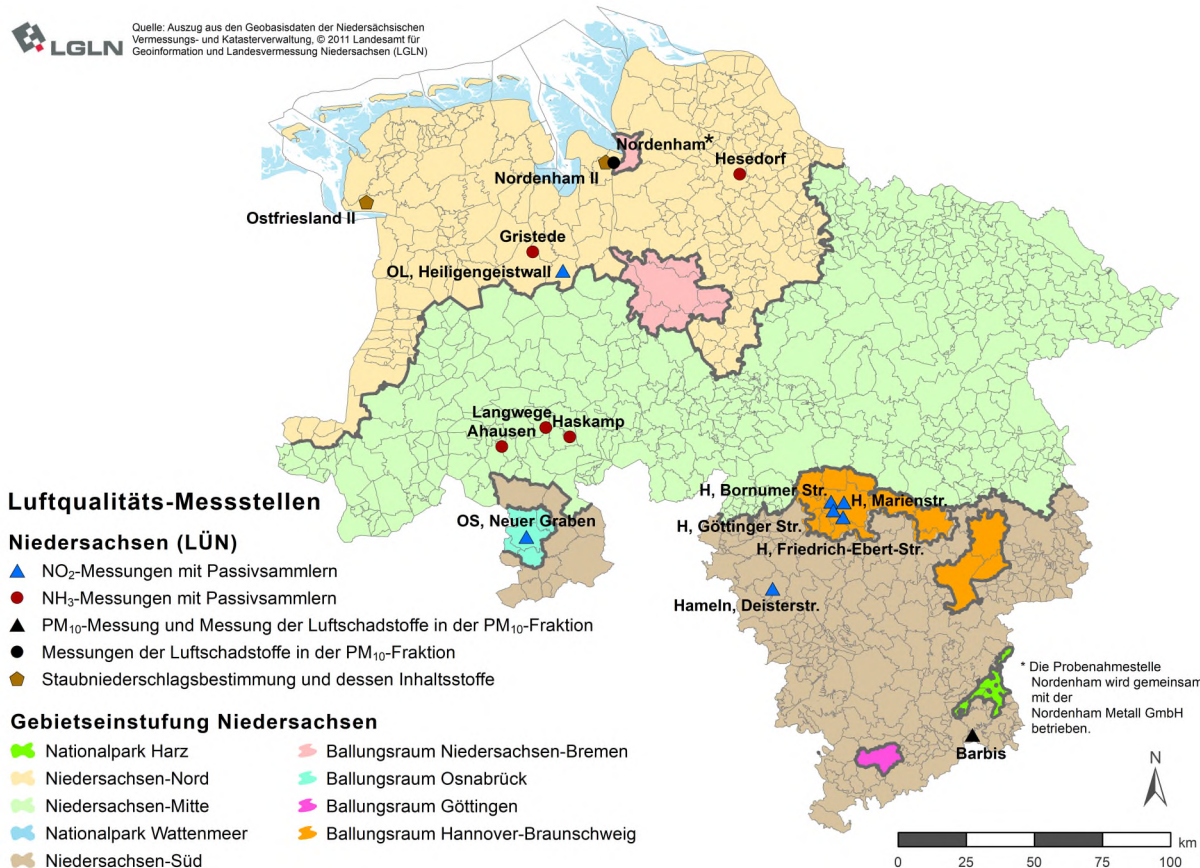 LGLN
Quelle: Auszug aus den Geobasisdaten der Niedersächsischen
Vermessungs- und Katasterverwaltung, © 2011 Landesamt für
Geoinformation und Landesvermessung Niedersachsen (LGLN)
Nordenham*
Hesedorf
Nordenham II
Ostfriesland II
Gristede
OL, Heiligengeistwall
Langwege
Haskamp
Ahausen
H, Bornumer Str.
H, Marienstr.
OS, Neuer Graben
H, Göttinger Str.
H, Friedrich-Ebert-Str.
Hameln, Deisterstr.
* Die Probenahmestelle
Nordenham wird gemeinsam
mit der
Nordenham Metall GmbH
betrieben.
Barbis
Luftqualitäts-Messstellen
Niedersachsen (LÜN)
NO₂-Messungen mit Passivsammlern
NH₃-Messungen mit Passivsammlern
PM₁₀-Messung und Messung der Luftschadstoffe in der PM₁₀-Fraktion
Messungen der Luftschadstoffe in der PM₁₀-Fraktion
Staubniederschlagsbestimmung und dessen Inhaltsstoffe
Gebietseinstufung Niedersachsen
Nationalpark Harz
Niedersachsen-Nord
Niedersachsen-Mitte
Nationalpark Wattenmeer
Niedersachsen-Süd
Ballungsraum Niedersachsen-Bremen
Ballungsraum Osnabrück
Ballungsraum Göttingen
Ballungsraum Hannover-Braunschweig
N
km
0 25 50 75 100